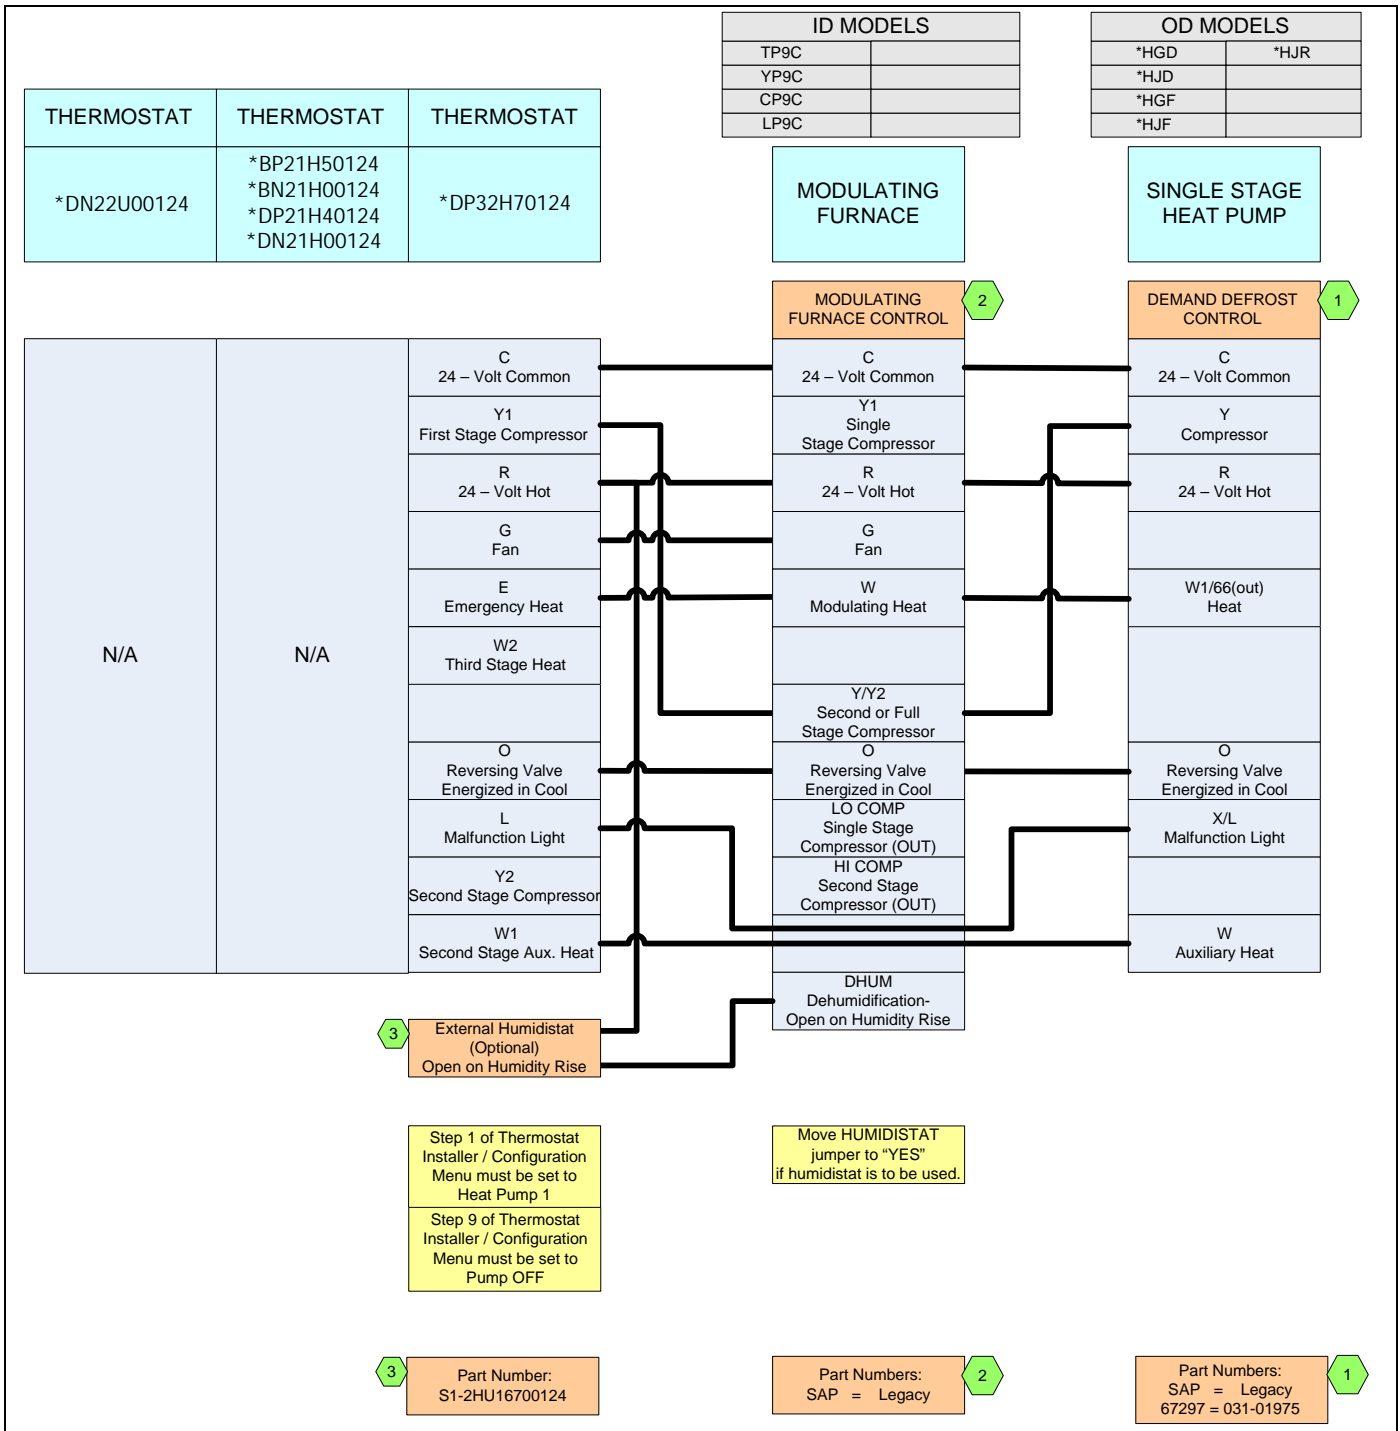 ID MODELS
TP9C
YP9C
CP9C
LP9C
OD MODELS
*HGD *HJR
*HJD
*HGF
*HJF
THERMOSTAT
THERMOSTAT
THERMOSTAT
*DN22U00124
*BP21H50124
*BN21H00124
*DP21H40124
*DN21H00124
*DP32H70124
MODULATING
FURNACE
SINGLE STAGE
HEAT PUMP
MODULATING
FURNACE CONTROL
2
DEMAND DEFROST
CONTROL
1
N/A
N/A
C
24 – Volt Common
Y1
First Stage Compressor
R
24 – Volt Hot
G
Fan
E
Emergency Heat
W2
Third Stage Heat
O
Reversing Valve
Energized in Cool
L
Malfunction Light
Y2
Second Stage Compressor
W1
Second Stage Aux. Heat
C
24 – Volt Common
Y1
Single
Stage Compressor
R
24 – Volt Hot
G
Fan
W
Modulating Heat
Y/Y2
Second or Full
Stage Compressor
O
Reversing Valve
Energized in Cool
LO COMP
Single Stage
Compressor (OUT)
HI COMP
Second Stage
Compressor (OUT)
DHUM
Dehumidification-
Open on Humidity Rise
C
24 – Volt Common
Y
Compressor
R
24 – Volt Hot
W1/66(out)
Heat
O
Reversing Valve
Energized in Cool
X/L
Malfunction Light
W
Auxiliary Heat
3
External Humidistat
(Optional)
Open on Humidity Rise
Step 1 of Thermostat
Installer / Configuration
Menu must be set to
Heat Pump 1
Step 9 of Thermostat
Installer / Configuration
Menu must be set to
Pump OFF
Move HUMIDISTAT
jumper to “YES”
if humidistat is to be used.
3
Part Number:
S1-2HU16700124
Part Numbers:
SAP = Legacy
2
Part Numbers:
SAP = Legacy
67297 = 031-01975
1